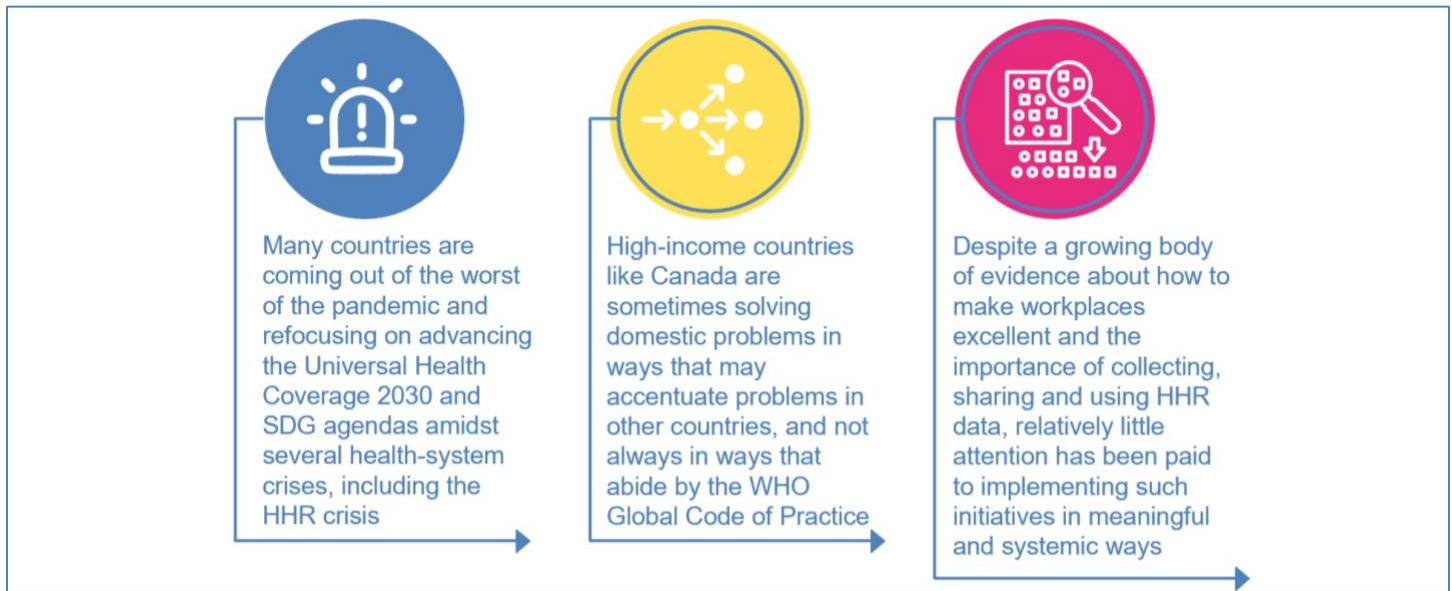 Many countries are
coming out of the worst
of the pandemic and
refocusing on advancing
the Universal Health
Coverage 2030 and
SDG agendas amidst
several health-system
crises, including the
HHR crisis
High-income countries
like Canada are
sometimes solving
domestic problems in
ways that may
accentuate problems in
other countries, and not
always in ways that
abide by the WHO
Global Code of Practice
Despite a growing body
of evidence about how to
make workplaces
excellent and the
importance of collecting,
sharing and using HHR
data, relatively little
attention has been paid
to implementing such
initiatives in meaningful
and systemic ways